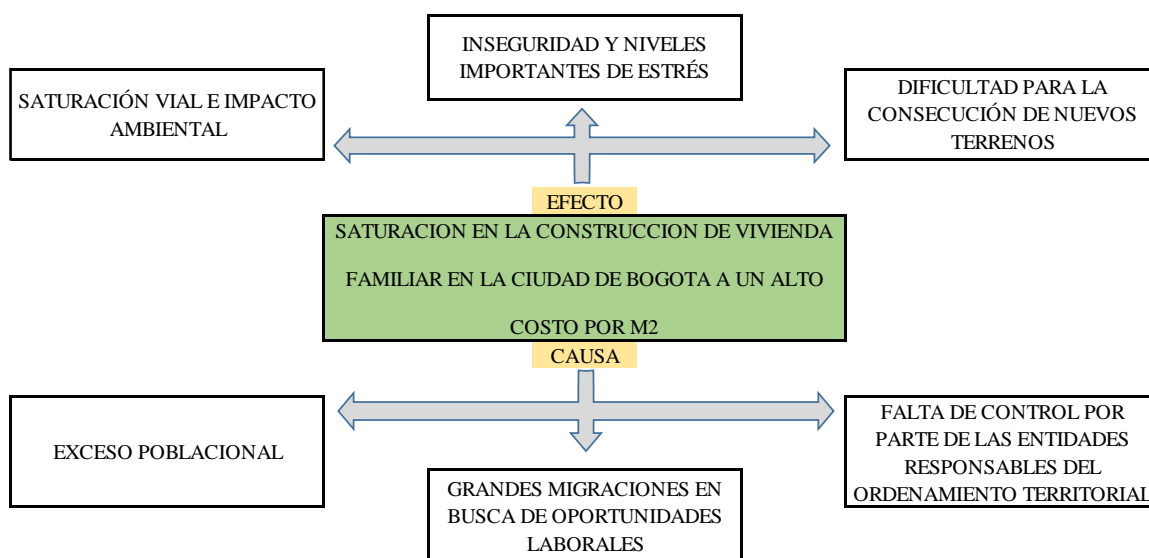 INSEGURIDAD Y NIVELES
IMPORTANTES DE ESTRÉS
SATURACIÓN VIAL E IMPACTO
AMBIENTAL
DIFICULTAD PARA LA
CONSECUCIÓN DE NUEVOS
TERRENOS
EFECTO
SATURACION EN LA CONSTRUCCION DE VIVIENDA
FAMILIAR EN LA CIUDAD DE BOGOTA A UN ALTO
COSTO POR M2
CAUSA
EXCESO POBLACIONAL
GRANDES MIGRACIONES EN
BUSCA DE OPORTUNIDADES
LABORALES
FALTA DE CONTROL POR
PARTE DE LAS ENTIDADES
RESPONSABLES DEL
ORDENAMIENTO TERRITORIAL